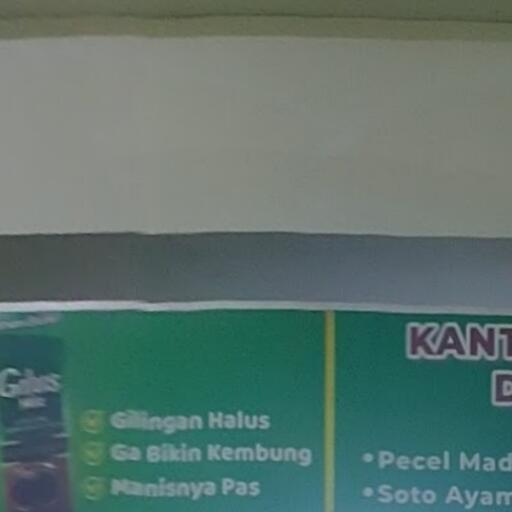 Gilingan Halus
Ga Bikin Kembung
Manisnya Pas
KANT
D
•Pecel Mad
•Soto Ayam